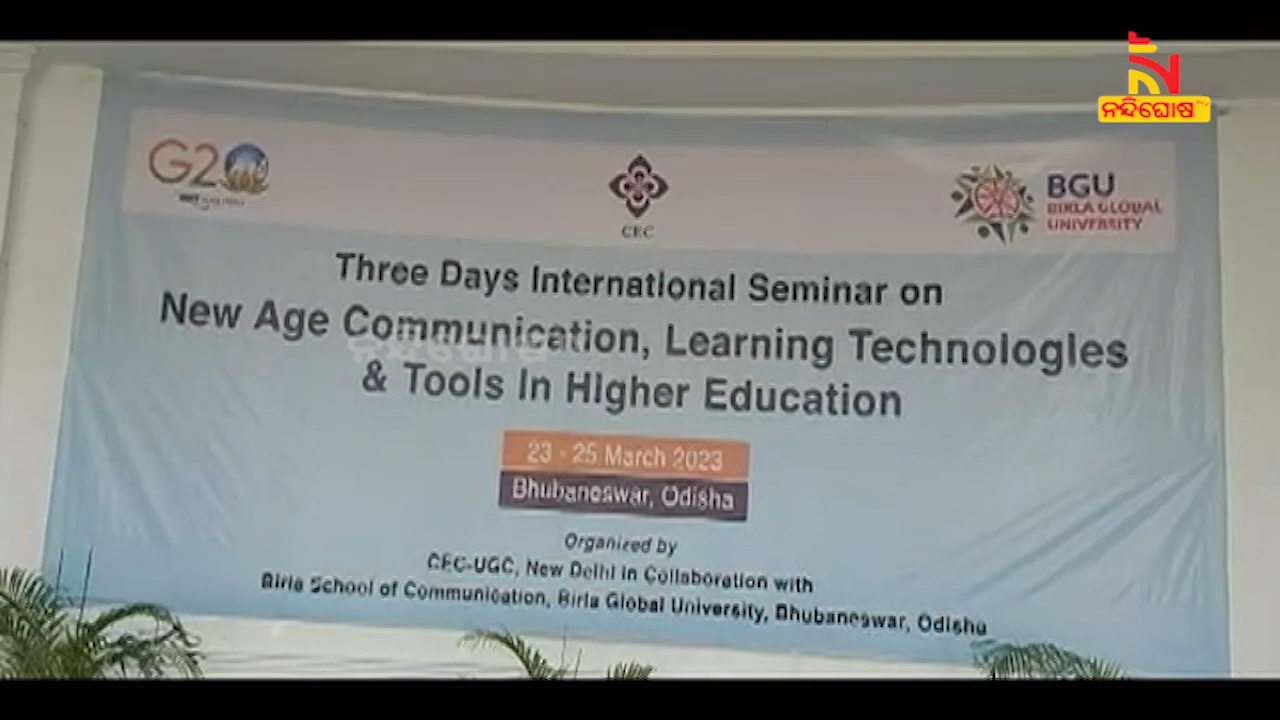 ନନ୍ଦିଘୋଷ
G20
CEC
BGU
BIRLA GLOBAL
UNIVERSITY
Three Days International Seminar on
New Age Communication, Learning Technologies
& Tools In Higher Education
23 - 25 March 2023
Bhubaneswar, Odisha
Organized by
CEC-UGC, New Delhi in Collaboration with
Birla School of Communication, Birla Global University, Bhubaneswar, Odisha